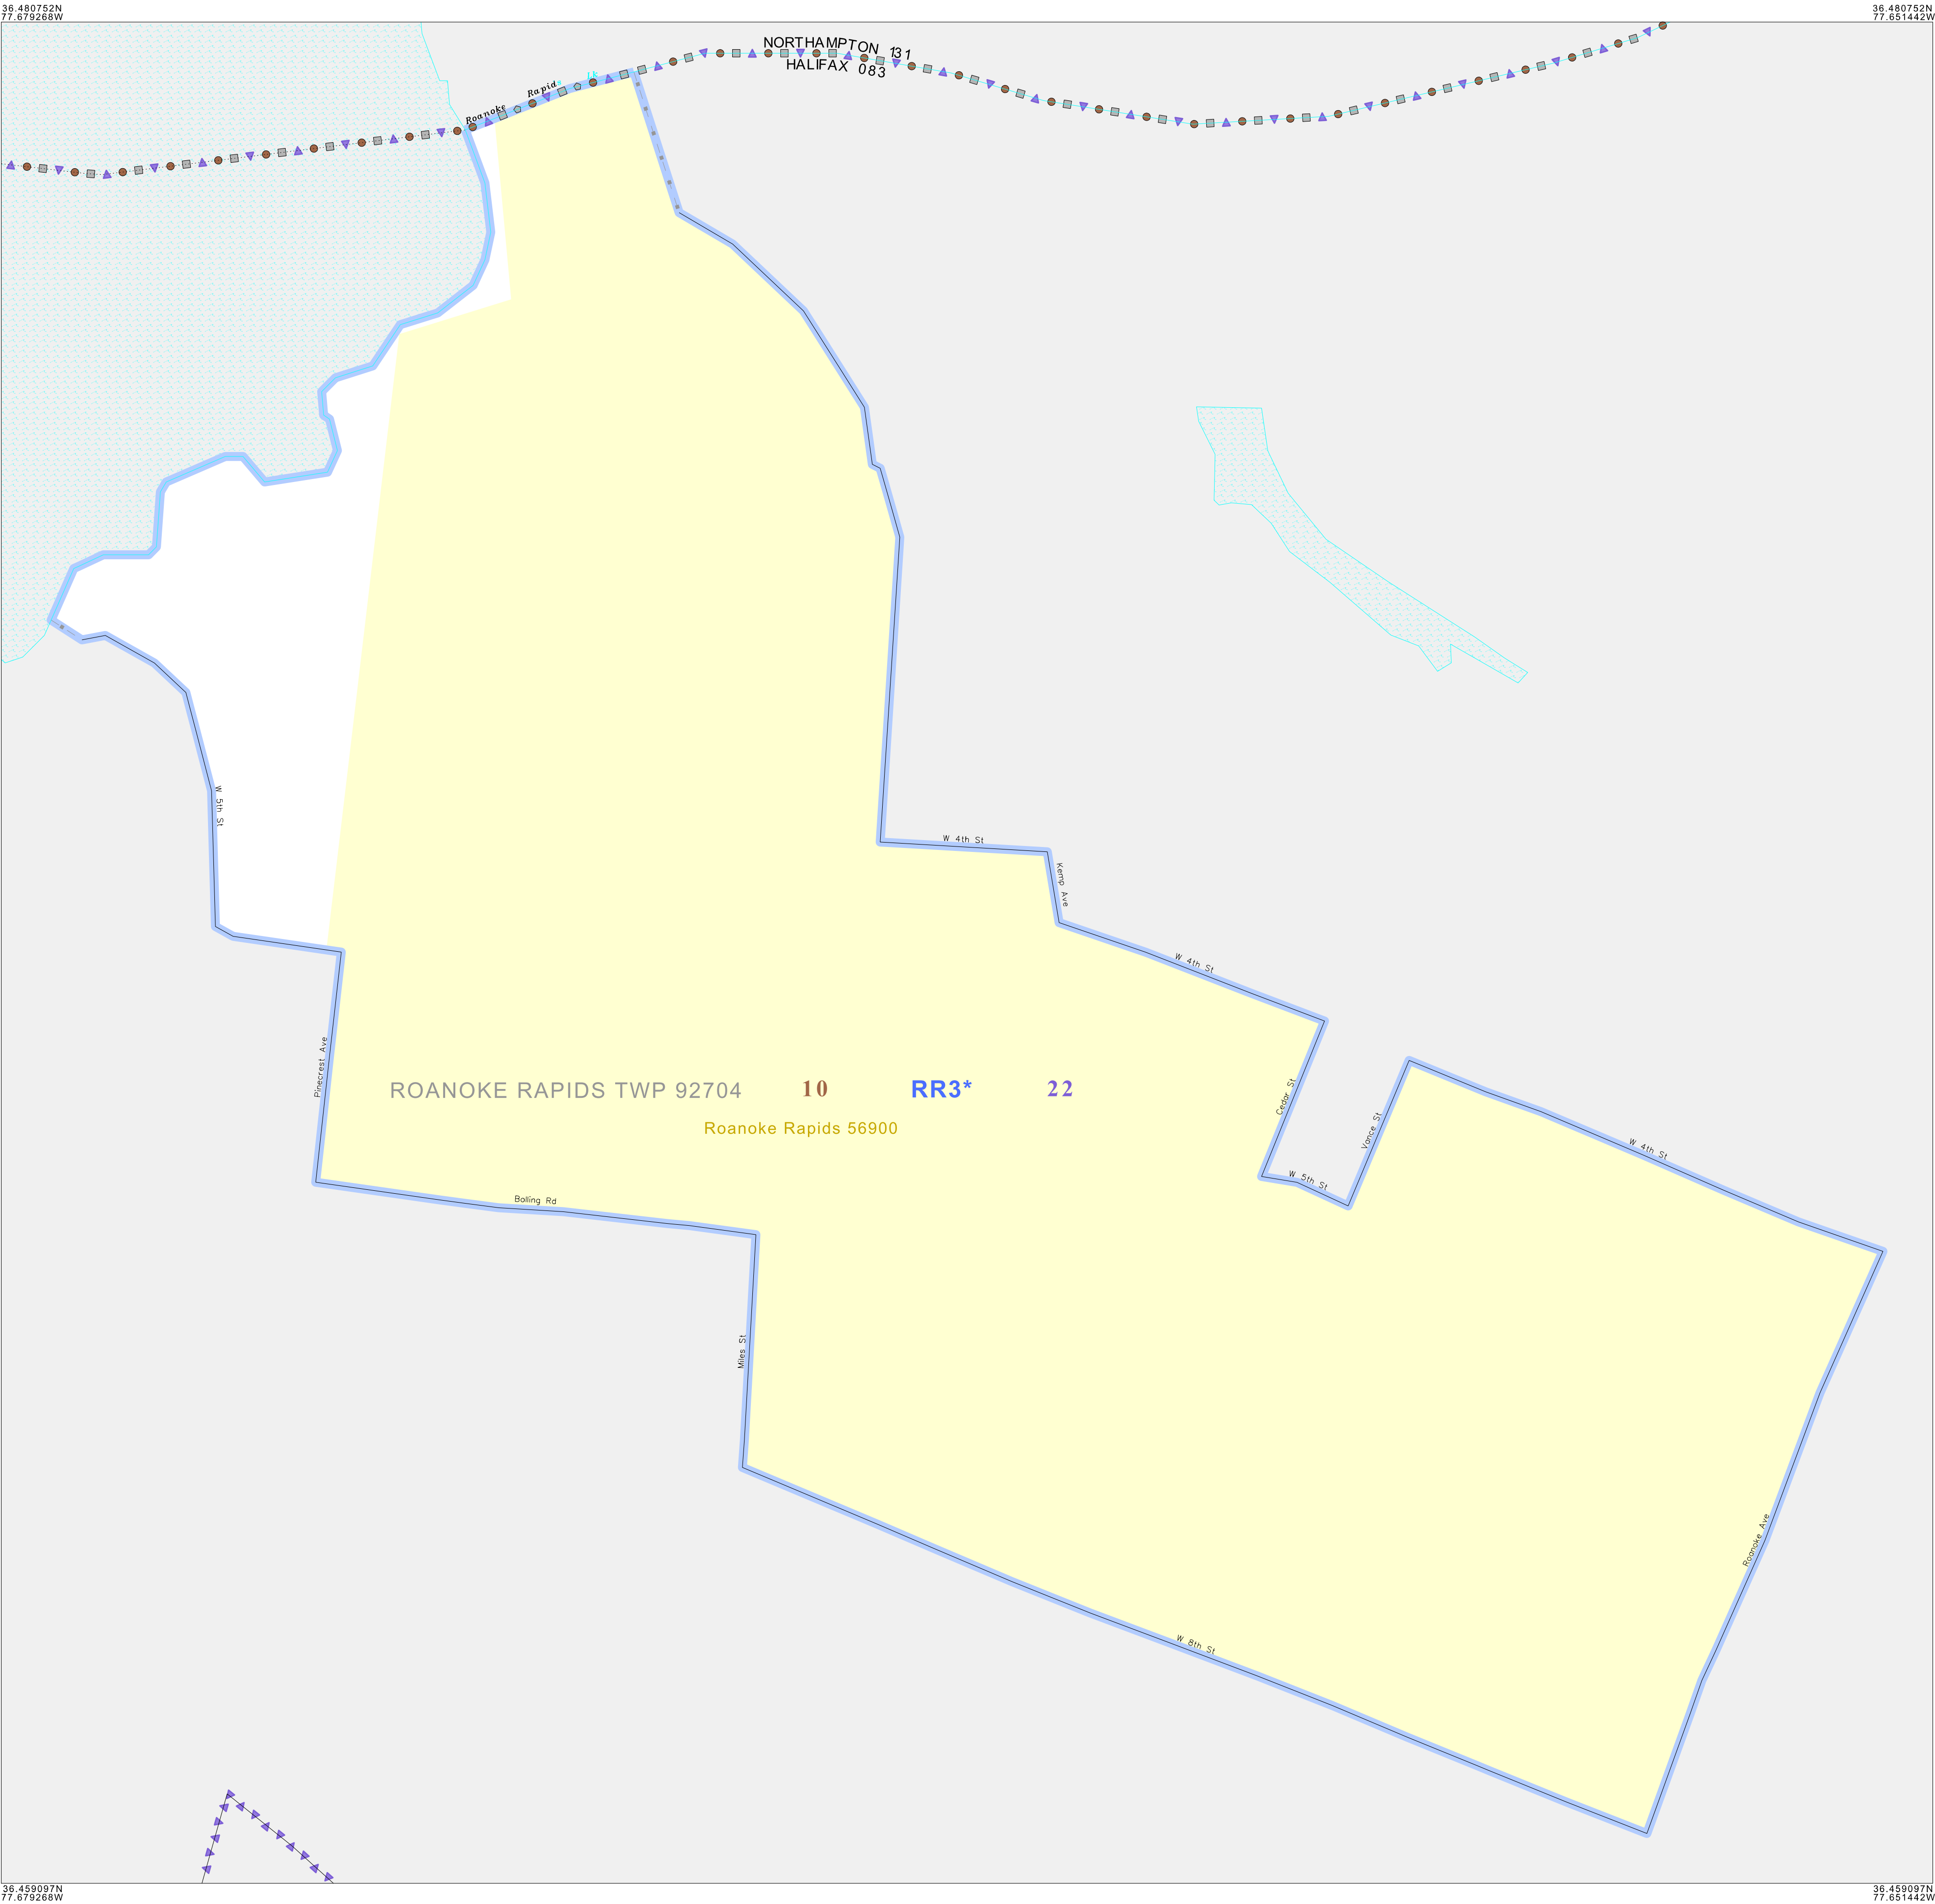 36.480752N
77.679268W
36.480752N
77.651442W
NORTHAMPTON 131
HALIFAX 083
Roanoke Rapids Lk
W 5th St
W 4th St
Kemp Ave
W 4th St
Pinecrest Ave
Cedar St
Vance St
ROANOKE RAPIDS TWP 92704 10 RR3* 22
Roanoke Rapids 56900
W 5th St
W 4th St
Bolling Rd
Miles St
Roanoke Ave
W 8th St
36.459097N
77.679268W
36.459097N
77.651442W